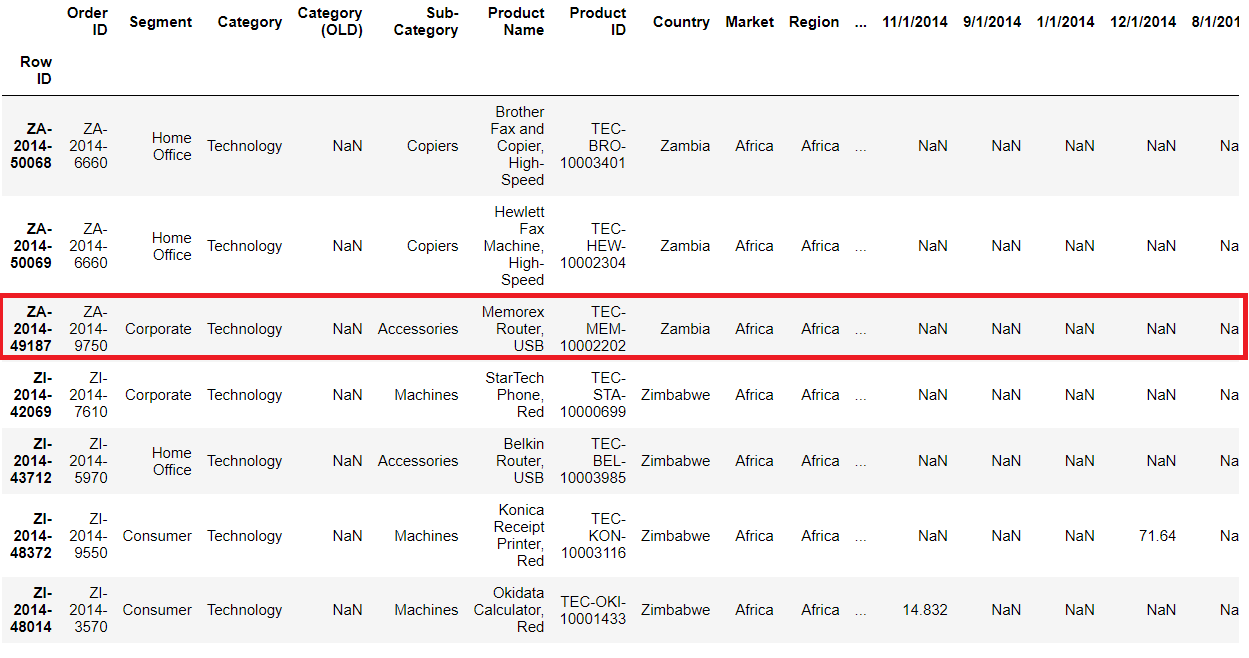 Order ID Segment Category Category (OLD) Sub-Category Product Name Product ID Country Market Region ... 11/1/2014 9/1/2014 1/1/2014 12/1/2014 8/1/201
Row ID
ZA-2014-50068 ZA-2014-6660 Home Office Technology NaN Copiers Brother Fax and Copier, High-Speed TEC-BRO-10003401 Zambia Africa Africa ... NaN NaN NaN NaN Na
ZA-2014-50069 ZA-2014-6660 Home Office Technology NaN Copiers Hewlett Fax Machine, High-Speed TEC-HEW-10002304 Zambia Africa Africa ... NaN NaN NaN NaN Na
ZA-2014-49187 ZA-2014-9750 Corporate Technology NaN Accessories Memorex Router, USB TEC-MEM-10002202 Zambia Africa Africa ... NaN NaN NaN NaN Na
ZI-2014-42069 ZI-2014-7610 Corporate Technology NaN Machines StarTech Phone, Red TEC-STA-10000699 Zimbabwe Africa Africa ... NaN NaN NaN NaN Na
ZI-2014-43712 ZI-2014-5970 Home Office Technology NaN Accessories Belkin Router, USB TEC-BEL-10003985 Zimbabwe Africa Africa ... NaN NaN NaN NaN Na
ZI-2014-48372 ZI-2014-9550 Consumer Technology NaN Machines Konica Receipt Printer, Red TEC-KON-10003116 Zimbabwe Africa Africa ... NaN NaN NaN 71.64 Na
ZI-2014-48014 ZI-2014-3570 Consumer Technology NaN Machines Okidata Calculator, Red TEC-OKI-10001433 Zimbabwe Africa Africa ... 14.832 NaN NaN NaN Na